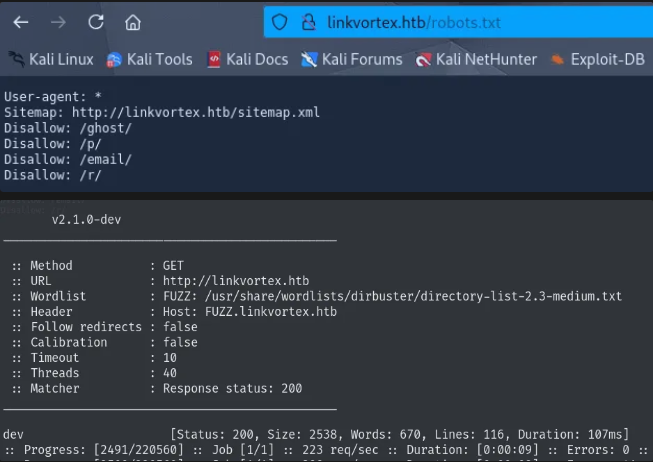 linkvortex.htb/robots.txt
Kali Linux Kali Tools Kali Docs Kali Forums Kali NetHunter Exploit-DB
User-agent: *
Sitemap: http://linkvortex.htb/sitemap.xml
Disallow: /ghost/
Disallow: /p/
Disallow: /email/
Disallow: /r/
v2.1.0-dev
:: Method : GET
:: URL : http://linkvortex.htb
:: Wordlist : FUZZ: /usr/share/wordlists/dirbuster/directory-list-2.3-medium.txt
:: Header : Host: FUZZ.linkvortex.htb
:: Follow redirects : false
:: Calibration : false
:: Timeout : 10
:: Threads : 40
:: Matcher : Response status: 200
dev [Status: 200, Size: 2538, Words: 670, Lines: 116, Duration: 107ms]
:: Progress: [2491/220560] :: Job [1/1] :: 223 req/sec :: Duration: [0:00:09] :: Errors: 0 ::